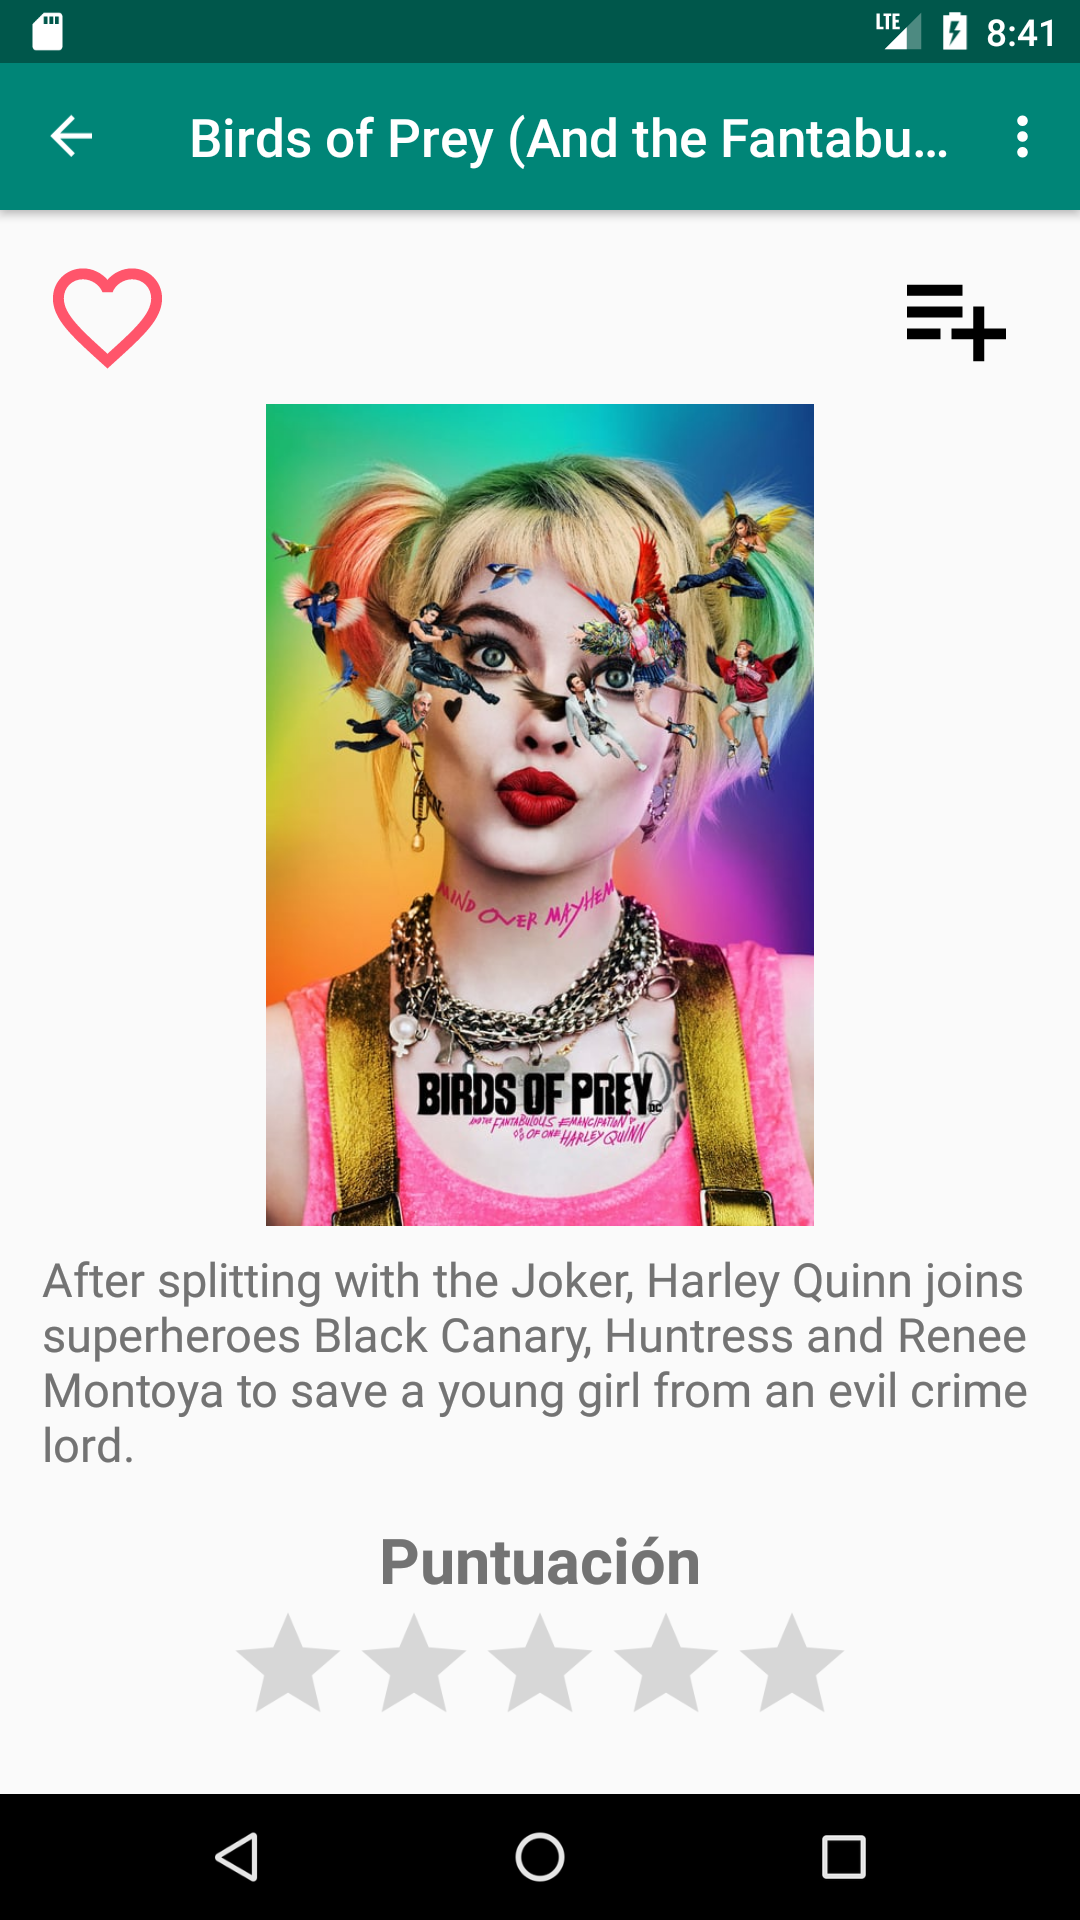 LTE 8:41
Birds of Prey (And the Fantabu...
MIND OVER MAYHEM
BIRDS OF PREY DC
AND THE FANTABULOUS EMANCIPATION
OF ONE HARLEY QUINN
After splitting with the Joker, Harley Quinn joins
superheroes Black Canary, Huntress and Renee
Montoya to save a young girl from an evil crime
lord.
Puntuación